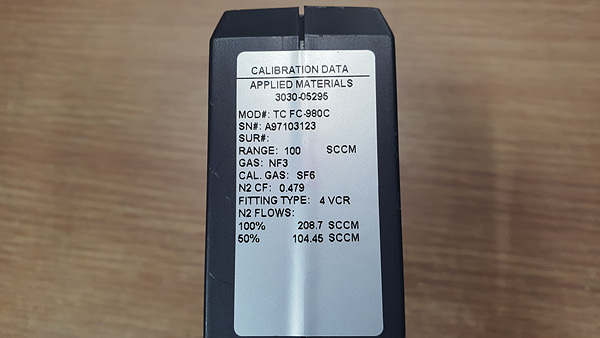 CALIBRATION DATA
APPLIED MATERIALS
3030-05295
MOD#: TC FC-980C
SN#: A97103123
SUR#:
RANGE: 100 SCCM
GAS: NF3
CAL. GAS: SF6
N2 CF: 0.479
FITTING TYPE: 4 VCR
N2 FLOWS:
100% 208.7 SCCM
50% 104.45 SCCM